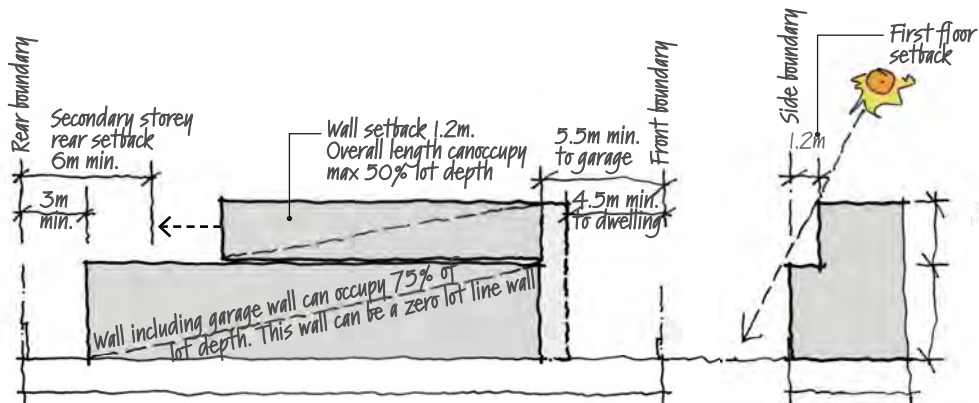 Rear boundary
Secondary storey
rear setback
6m min.
3m
min.
Wall setback 1.2m.
Overall length canoccupy
max 50% lot depth
5.5m min.
to garage
4.5m min.
to dwelling
Front boundary
Wall including garage wall can occupy 75% of
lot depth. This wall can be a zero lot line wall
Side boundary
1.2m
First floor
setback